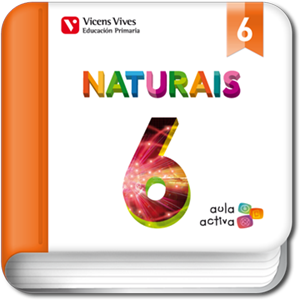 Vicens Vives
Educación Primaria
6
NATURAIS
6
aula
activa